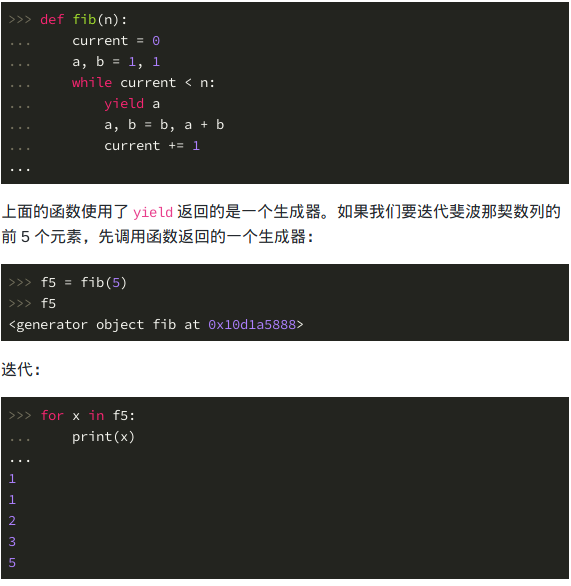 >>> def fib(n):
...     current = 0
...     a, b = 1, 1
...     while current < n:
...         yield a
...         a, b = b, a + b
...         current += 1
...
上面的函数使用了 yield 返回的是一个生成器。如果我们要迭代斐波那契数列的
前 5 个元素，先调用函数返回的一个生成器：
>>> f5 = fib(5)
>>> f5
<generator object fib at 0x10d1a5888>
迭代：
>>> for x in f5:
...     print(x)
...
1
1
2
3
5